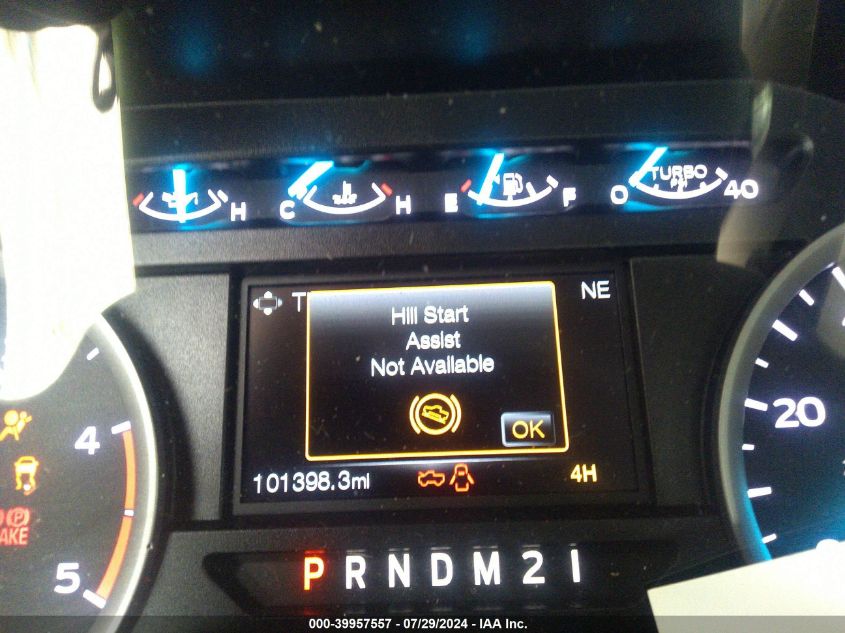 H C H E F O TURBO PSI 40
NE
T
Hill Start
Assist
Not Available
OK
101398.3mi 4H
4
20
5
P R N D M 2 1
000-39957557 - 07/29/2024 - IAA Inc.